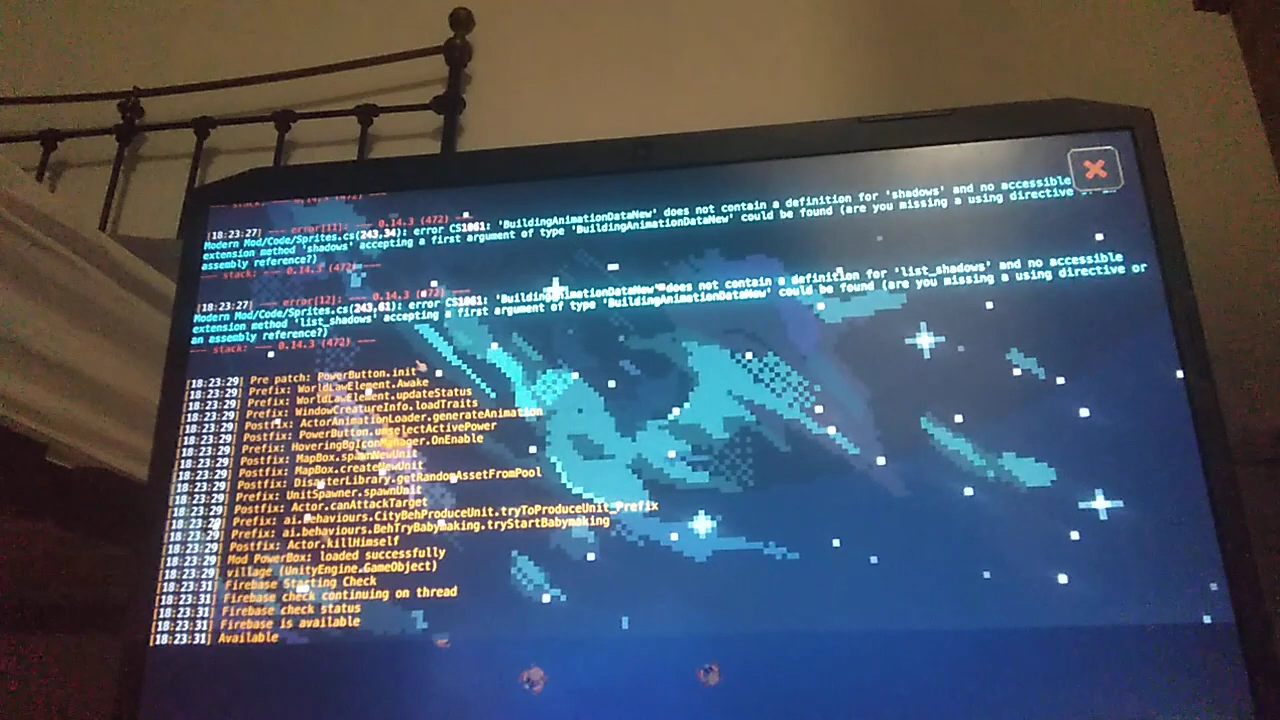 --- stack: --- 0.14.3 (472) ---
[18:23:27] --- error[11]: --- 0.14.3 (472) ---
Modern Mod/Code/Sprites.cs(243,34): error CS1061: 'BuildingAnimationDataNew' does not contain a definition for 'shadows' and no accessible
extension method 'shadows' accepting a first argument of type 'BuildingAnimationDataNew' could be found (are you missing a using directive or an
assembly reference?)
--- stack: --- 0.14.3 (472) ---
[18:23:27] --- error[12]: --- 0.14.3 (472) ---
Modern Mod/Code/Sprites.cs(243,61): error CS1061: 'BuildingAnimationDataNew' does not contain a definition for 'list_shadows' and no accessible
extension method 'list_shadows' accepting a first argument of type 'BuildingAnimationDataNew' could be found (are you missing a using directive or
an assembly reference?)
--- stack: --- 0.14.3 (472) ---
[18:23:29] Pre patch: PowerButton.init
[18:23:29] Prefix: WorldLawElement.Awake
[18:23:29] Prefix: WorldLawElement.updateStatus
[18:23:29] Prefix: WindowCreatureInfo.loadTraits
[18:23:29] Postfix: ActorAnimationLoader.generateAnimation
[18:23:29] Postfix: PowerButton.unselectActivePower
[18:23:29] Prefix: HoveringBgIconManager.OnEnable
[18:23:29] Postfix: MapBox.spawnNewUnit
[18:23:29] Postfix: MapBox.createNewUnit
[18:23:29] Postfix: DisasterLibrary.getRandomAssetFromPool
[18:23:29] Prefix: UnitSpawner.spawnUnit
[18:23:29] Postfix: Actor.canAttackTarget
[18:23:29] Prefix: ai.behaviours.CityBehProduceUnit.tryToProduceUnit_Prefix
[18:23:29] Prefix: ai.behaviours.BehTryBabymaking.tryStartBabymaking
[18:23:29] Postfix: Actor.killHimself
[18:23:29] Mod PowerBox: loaded successfully
[18:23:29] village (UnityEngine.GameObject)
[18:23:31] Firebase Starting Check
[18:23:31] Firebase check continuing on thread
[18:23:31] Firebase check status
[18:23:31] Firebase is available
[18:23:31] Available